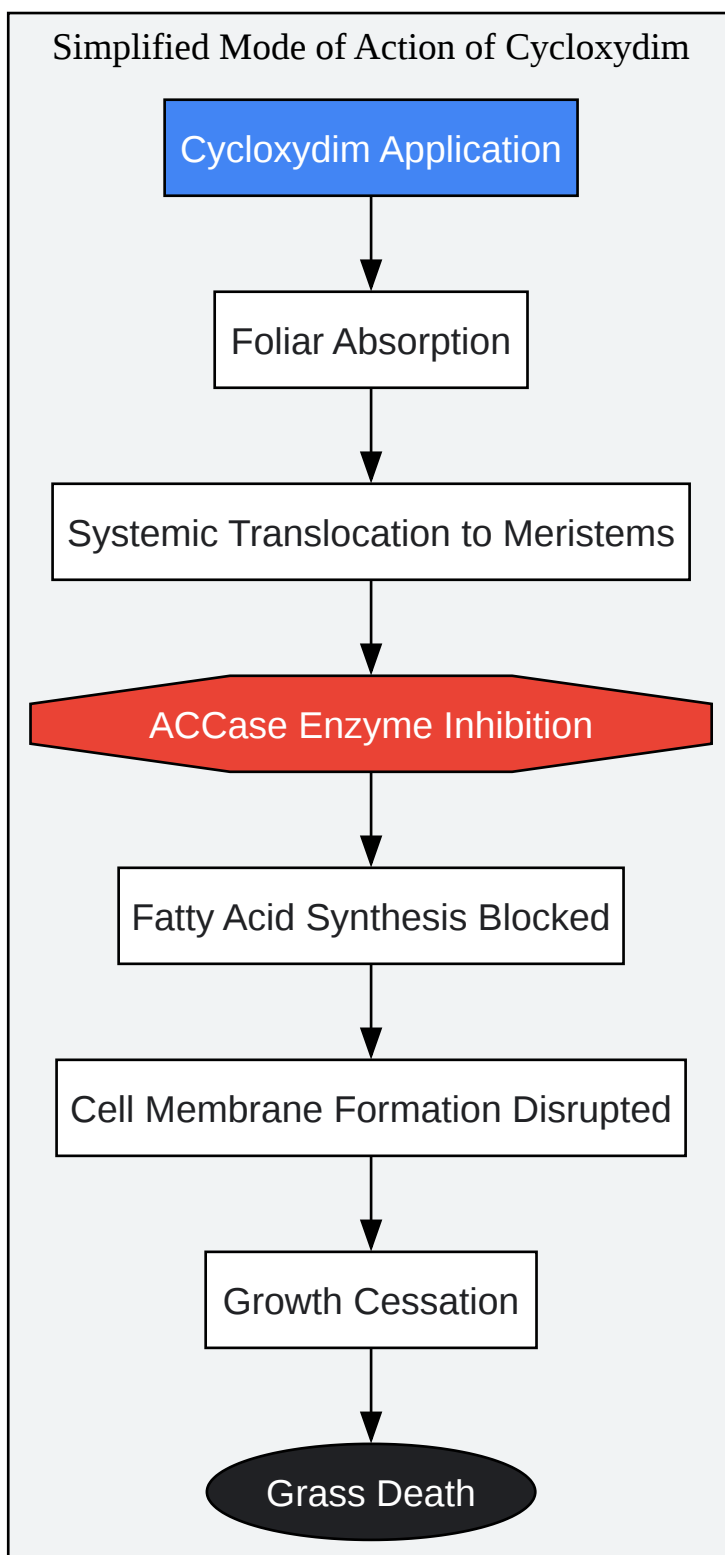 Simplified Mode of Action of Cycloxydim
Cycloxydim Application
Foliar Absorption
Systemic Translocation to Meristems
ACCase Enzyme Inhibition
Fatty Acid Synthesis Blocked
Cell Membrane Formation Disrupted
Growth Cessation
Grass Death